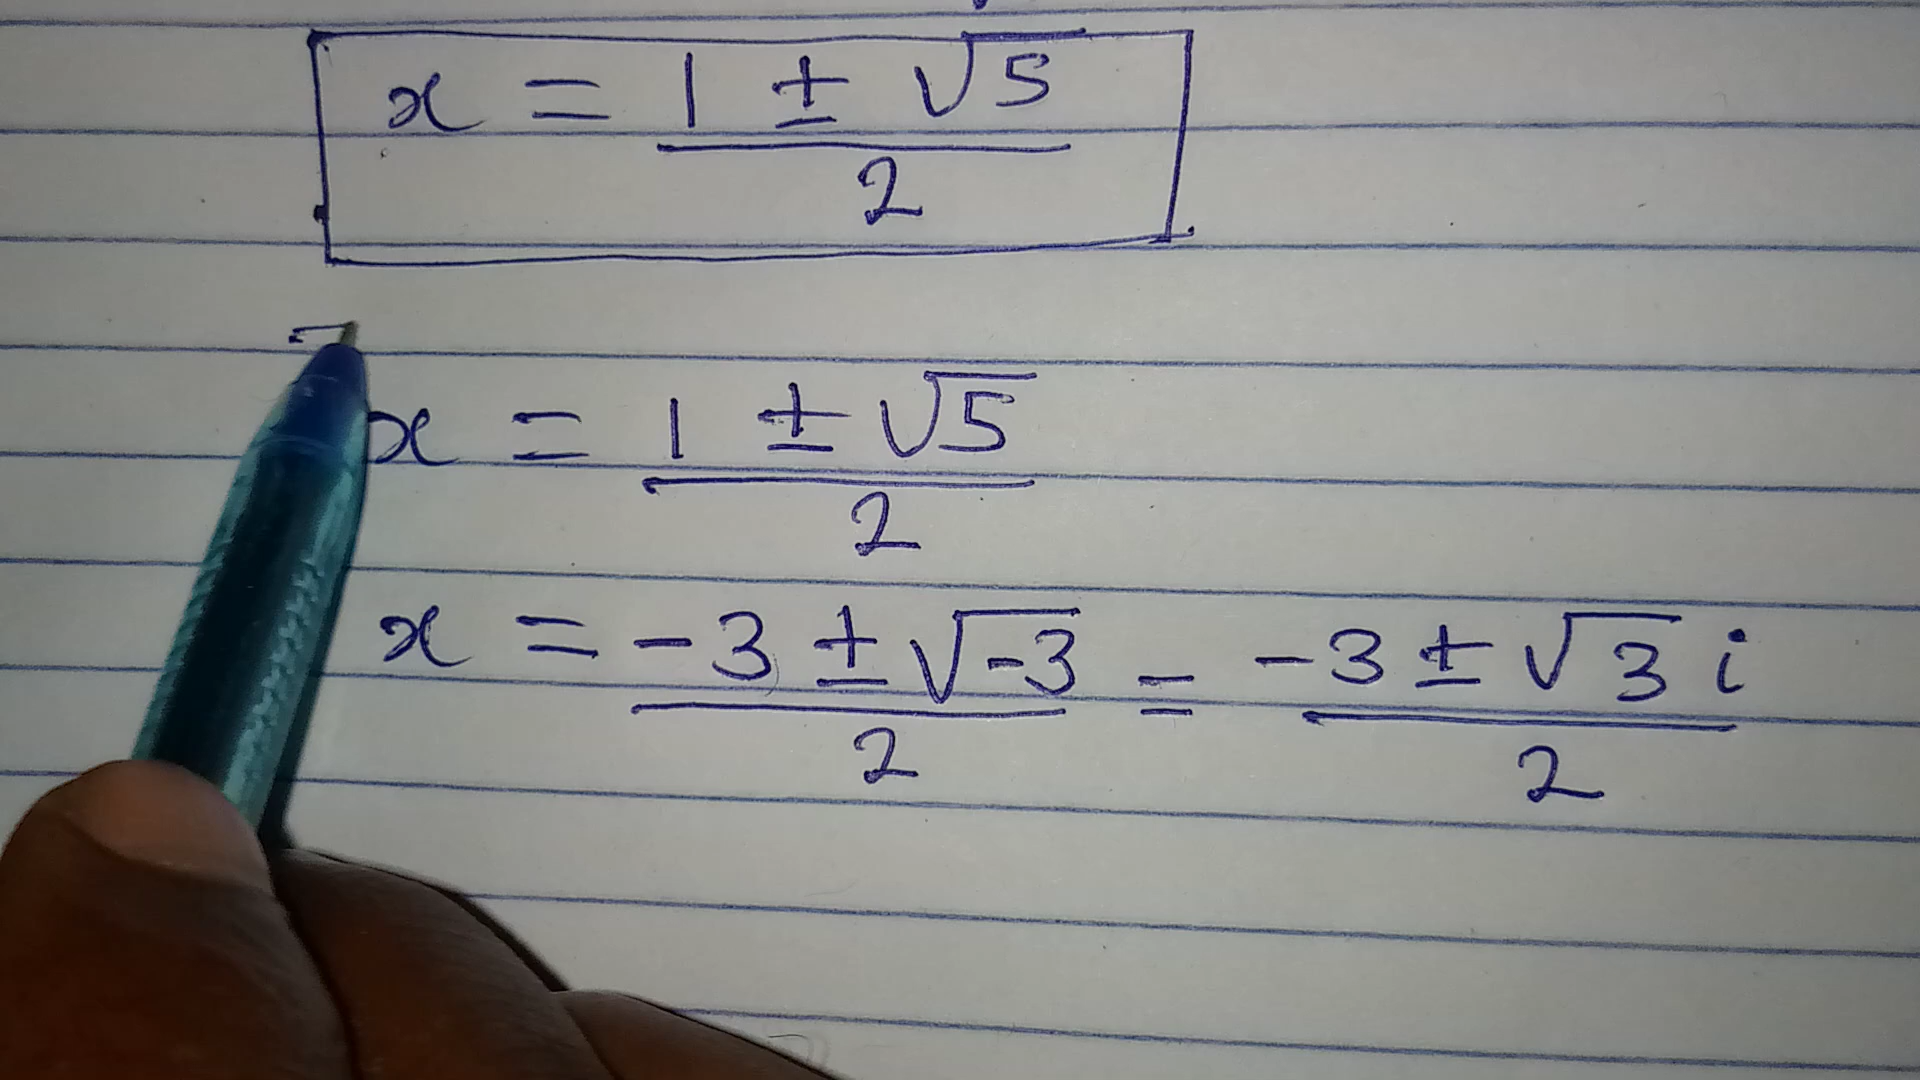 x = (1 ± √5)/2
x = (1 ± √5)/2
x = (-3 ± √-3)/2 = (-3 ± √3 i)/2